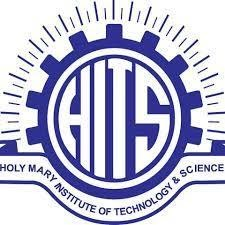 HITS
HOLY MARY INSTITUTE OF TECHNOLOGY & SCIENCE